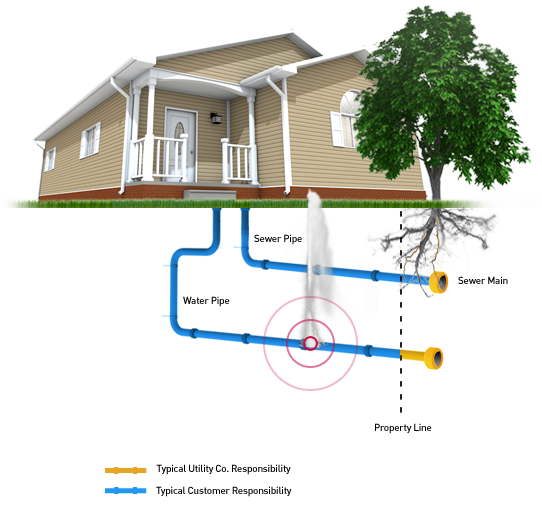 Sewer Pipe
Sewer Main
Water Pipe
Property Line
Typical Utility Co. Responsibility
Typical Customer Responsibility